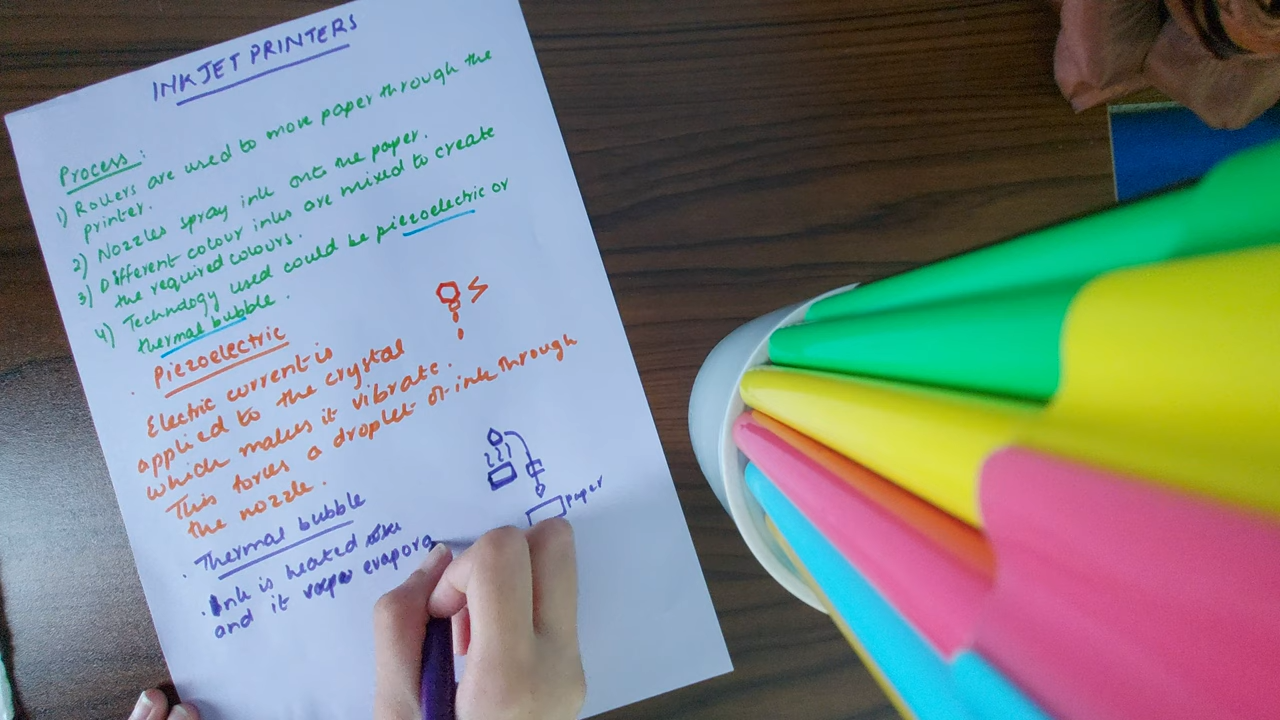 INKJET PRINTERS
Process:
1) Rollers are used to move paper through the
printer.
2) Nozzles spray ink onto the paper.
3) Different colour inks are mixed to create
the required colours.
4) Technology used could be piezoelectric or
thermal bubble.
Piezoelectric
Electric current is
applied to the crystal
which makes it vibrate.
This forces a droplet of ink through
the nozzle.
Thermal bubble
Paper
Ink is heated
and it evapora